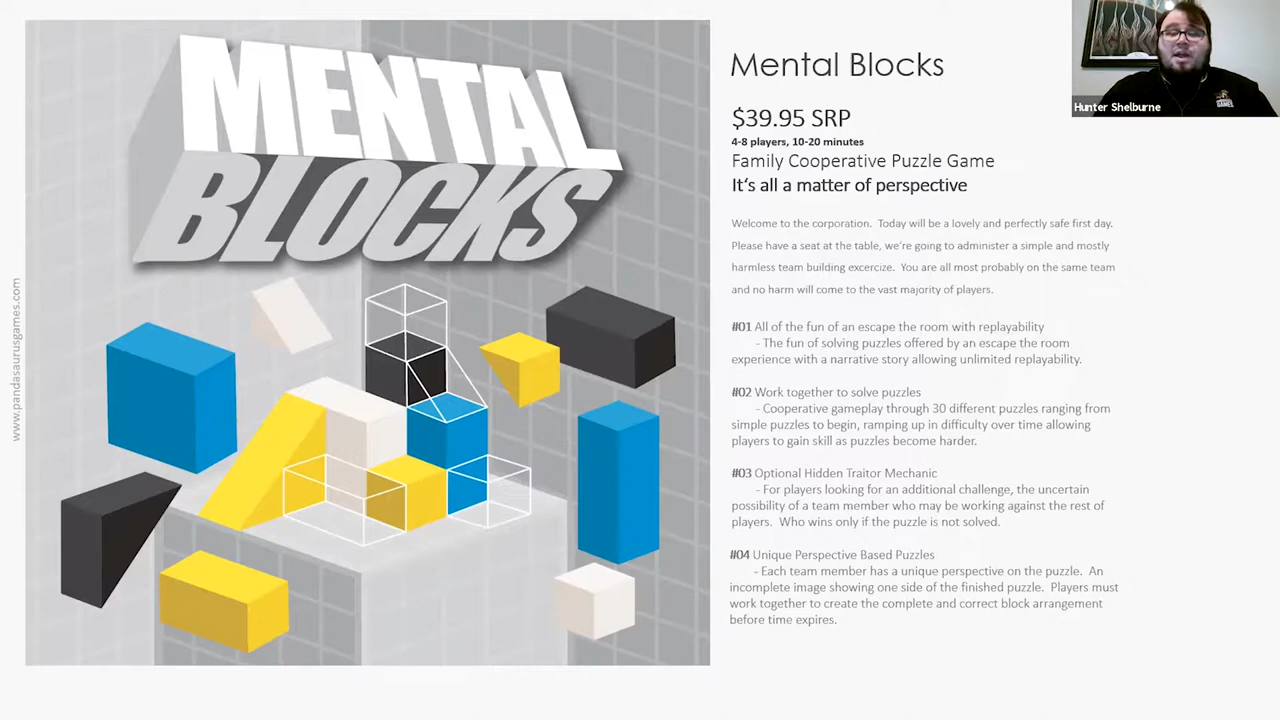 MENTAL
BLOCKS
www.pandasaurusgames.com
Mental Blocks
$39.95 SRP
4-8 players, 10-20 minutes
Family Cooperative Puzzle Game
It's all a matter of perspective
Welcome to the corporation. Today will be a lovely and perfectly safe first day.
Please have a seat at the table, we're going to administer a simple and mostly
harmless team building excercize. You are all most probably on the same team
and no harm will come to the vast majority of players.
#01 All of the fun of an escape the room with replayability
- The fun of solving puzzles offered by an escape the room
experience with a narrative story allowing unlimited replayability.
#02 Work together to solve puzzles
- Cooperative gameplay through 30 different puzzles ranging from
simple puzzles to begin, ramping up in difficulty over time allowing
players to gain skill as puzzles become harder.
#03 Optional Hidden Traitor Mechanic
- For players looking for an additional challenge, the uncertain
possibility of a team member who may be working against the rest of
players. Who wins only if the puzzle is not solved.
#04 Unique Perspective Based Puzzles
- Each team member has a unique perspective on the puzzle. An
incomplete image showing one side of the finished puzzle. Players must
work together to create the complete and correct block arrangement
before time expires.
Hunter Shelburne